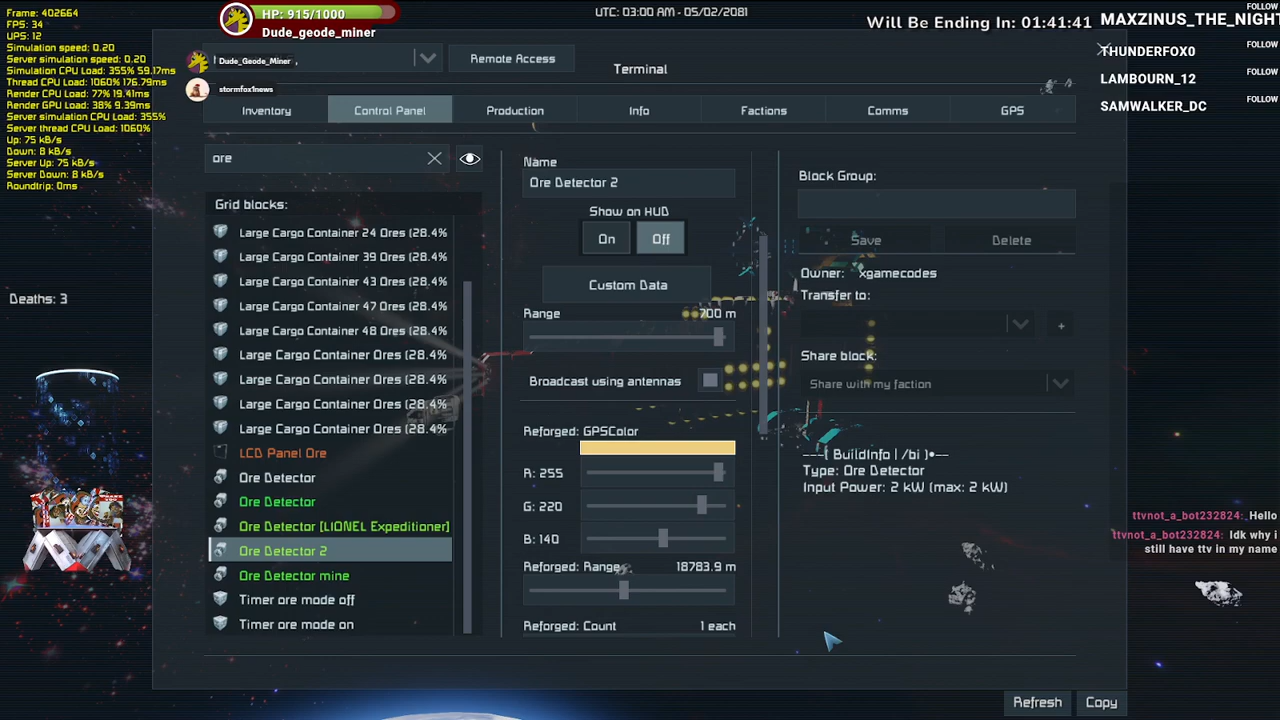 Frame: 402664
FPS: 34
UPS: 12
Simulation speed: 0.20
Server simulation speed: 0.20
Simulation CPU Load: 355% 59.17ms
Thread CPU Load: 1060% 176.79ms
Render CPU Load: 77% 19.41ms
Render GPU Load: 38% 9.39ms
Server simulation CPU Load: 355%
Server thread CPU Load: 1060%
Up: 75 kB/s
Down: 8 kB/s
Server Up: 75 kB/s
Server Down: 8 kB/s
Roundtrip: 0ms
HP: 915/1000
Dude_geode_miner
UTC: 03:00 AM - 05/02/2081
Will Be Ending In: 01:41:41
MAXZINUS_THE_NIGHT
FOLLOW
THUNDERFOX0
FOLLOW
LAMBOURN_12
FOLLOW
SAMWALKER_DC
FOLLOW
Dude_Geode_Miner ,
stormfox1news
Remote Access
Terminal
Inventory
Control Panel
Production
Info
Factions
Comms
GPS
ore
Grid blocks:
Large Cargo Container 24 Ores (28.4%
Large Cargo Container 39 Ores (28.4%
Large Cargo Container 43 Ores (28.4%
Large Cargo Container 47 Ores (28.4%
Large Cargo Container 48 Ores (28.4%
Large Cargo Container Ores (28.4%
Large Cargo Container Ores (28.4%
Large Cargo Container Ores (28.4%
Large Cargo Container Ores (28.4%
LCD Panel Ore
Ore Detector
Ore Detector
Ore Detector [LIONEL Expeditioner]
Ore Detector 2
Ore Detector mine
Timer ore mode off
Timer ore mode on
Name
Ore Detector 2
Show on HUD
On
Off
Custom Data
Range
700 m
Broadcast using antennas
Reforged: GPSColor
R: 255
G: 220
B: 140
Reforged: Range
18783.9 m
Reforged: Count
1 each
Block Group:
Save
Delete
Owner: xgamecodes
Transfer to:
+
Share block:
Share with my faction
---{ BuildInfo | /bi }•--
Type: Ore Detector
Input Power: 2 kW (max: 2 kW)
Deaths: 3
ttvnot_a_bot232824: Hello
ttvnot_a_bot232824: Idk why i
still have ttv in my name
Refresh
Copy